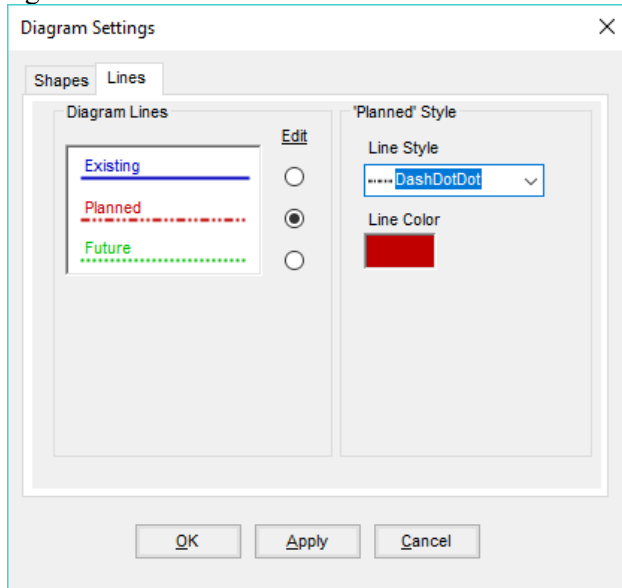 Diagram Settings
Shapes Lines
Diagram Lines
Edit
Existing
Planned
Future
'Planned' Style
Line Style
DashDotDot
Line Color
OK Apply Cancel